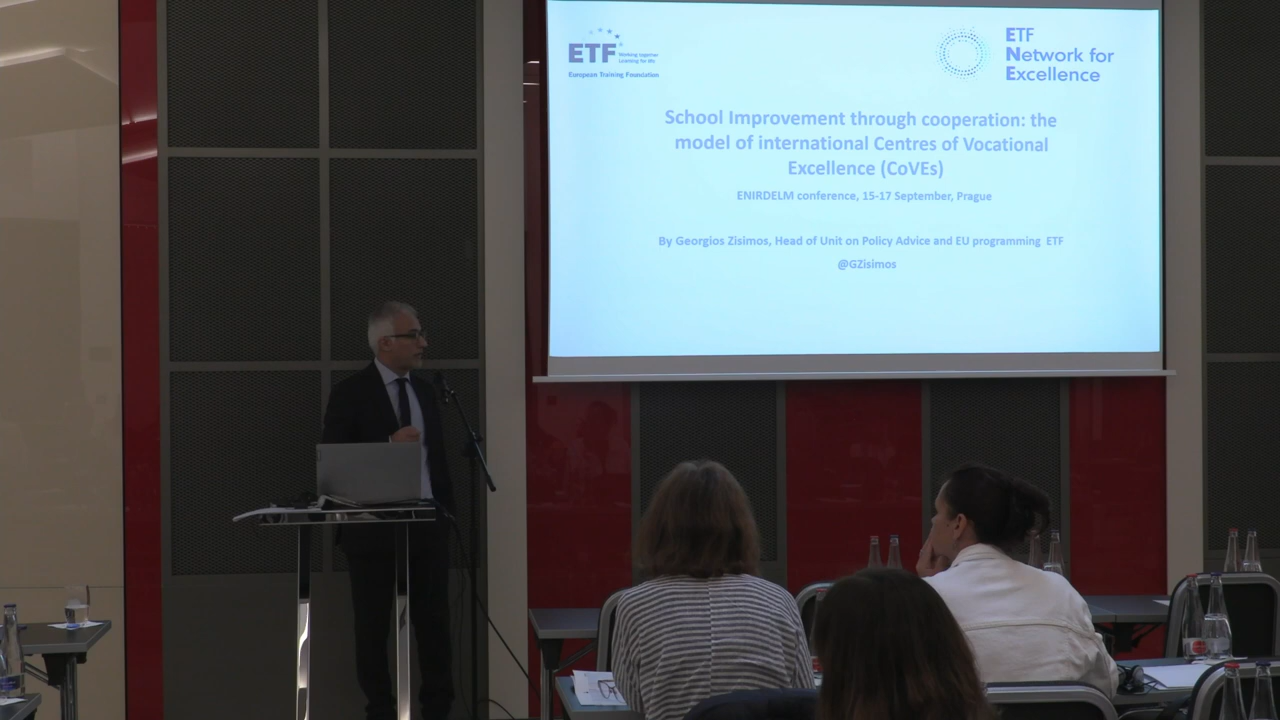 ETF
Working together
Learning for life
European Training Foundation
ETF
Network for
Excellence
School Improvement through cooperation: the
model of international Centres of Vocational
Excellence (CoVEs)
ENIRDELM conference, 15-17 September, Prague
By Georgios Zisimos, Head of Unit on Policy Advice and EU programming ETF
@GZisimos